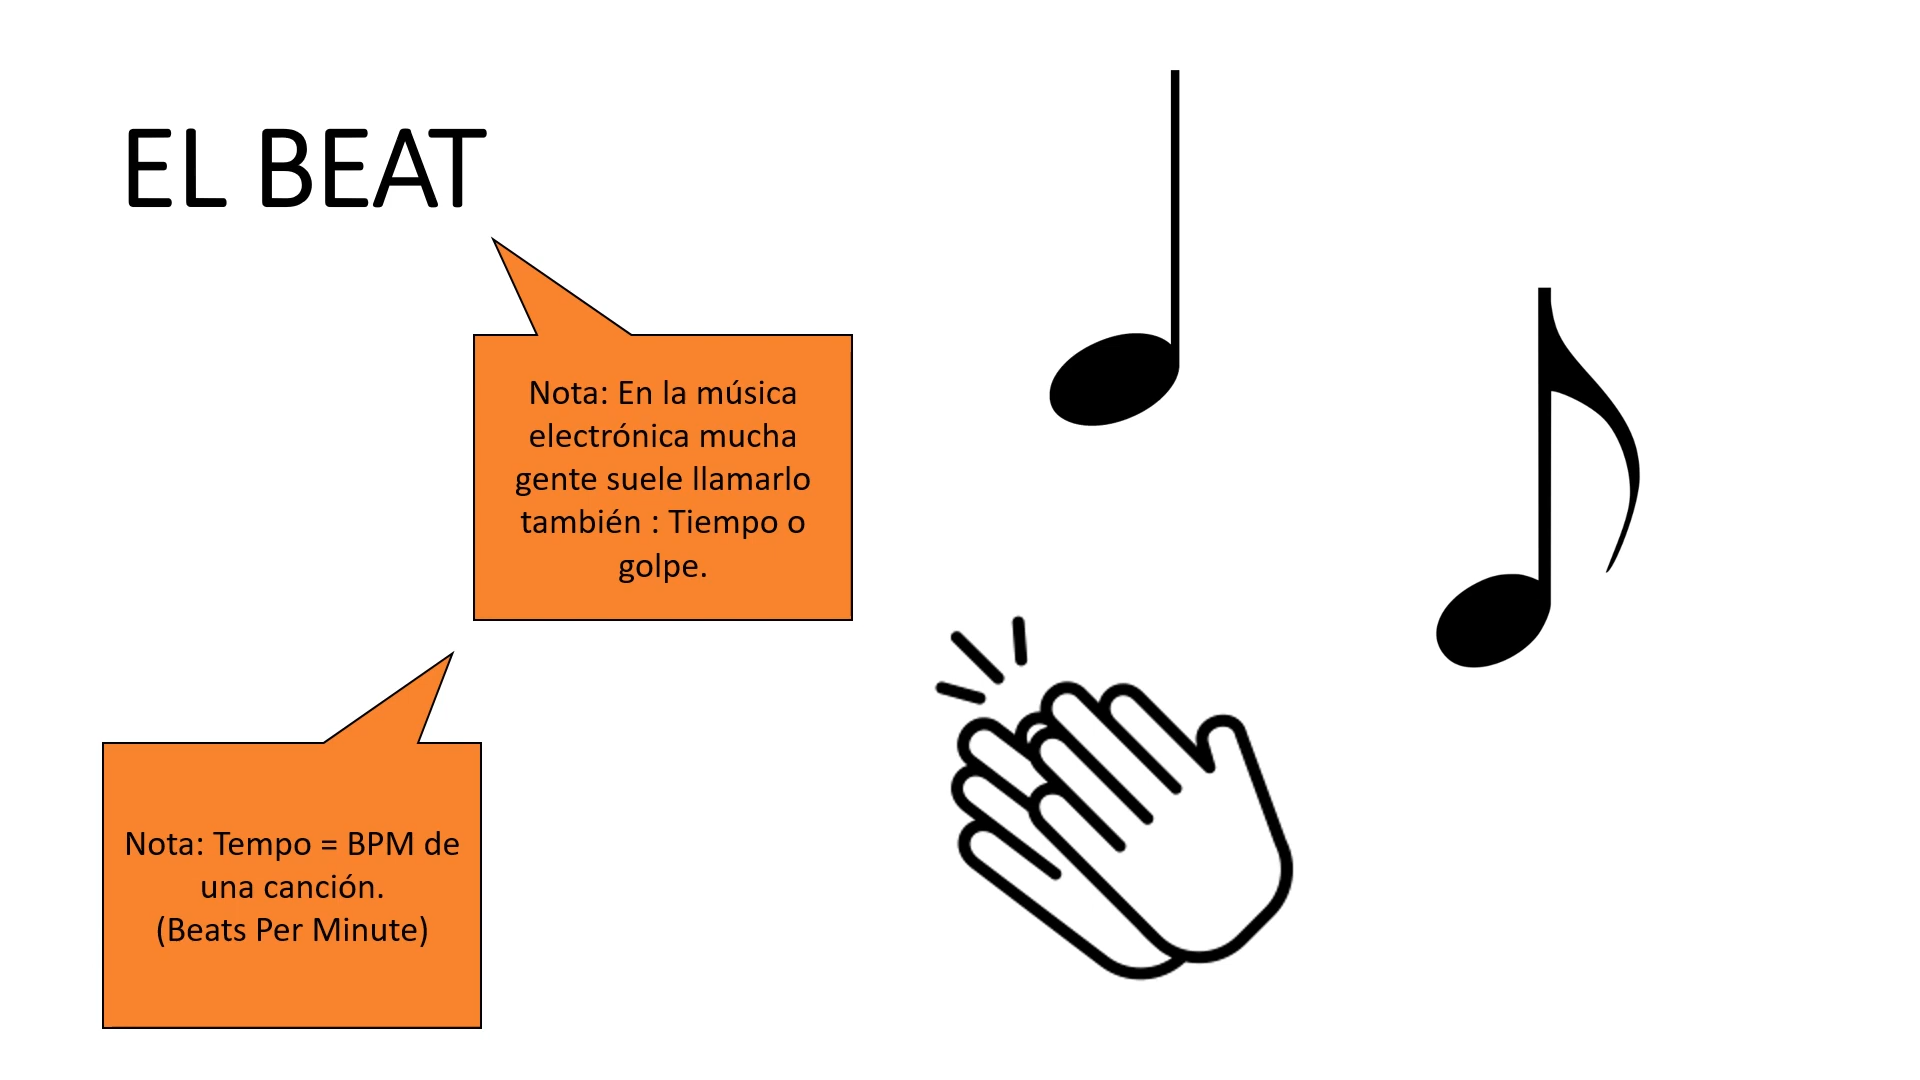 EL BEAT
Nota: En la música
electrónica mucha
gente suele llamarlo
también : Tiempo o
golpe.
Nota: Tempo = BPM de
una canción.
(Beats Per Minute)